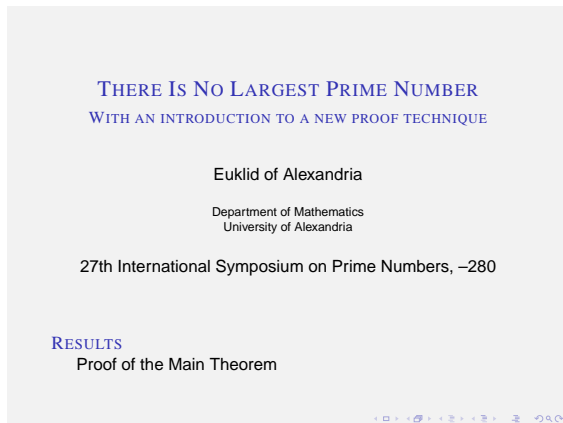 THERE IS NO LARGEST PRIME NUMBER
WITH AN INTRODUCTION TO A NEW PROOF TECHNIQUE
Euklid of Alexandria
Department of Mathematics
University of Alexandria
27th International Symposium on Prime Numbers, –280
RESULTS
Proof of the Main Theorem